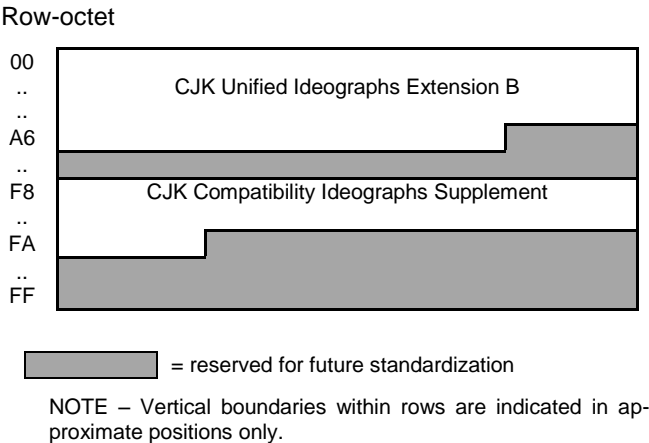 Row-octet
00
..
CJK Unified Ideographs Extension B
..
A6
..
F8
CJK Compatibility Ideographs Supplement
..
FA
..
FF
= reserved for future standardization
NOTE – Vertical boundaries within rows are indicated in ap-
proximate positions only.